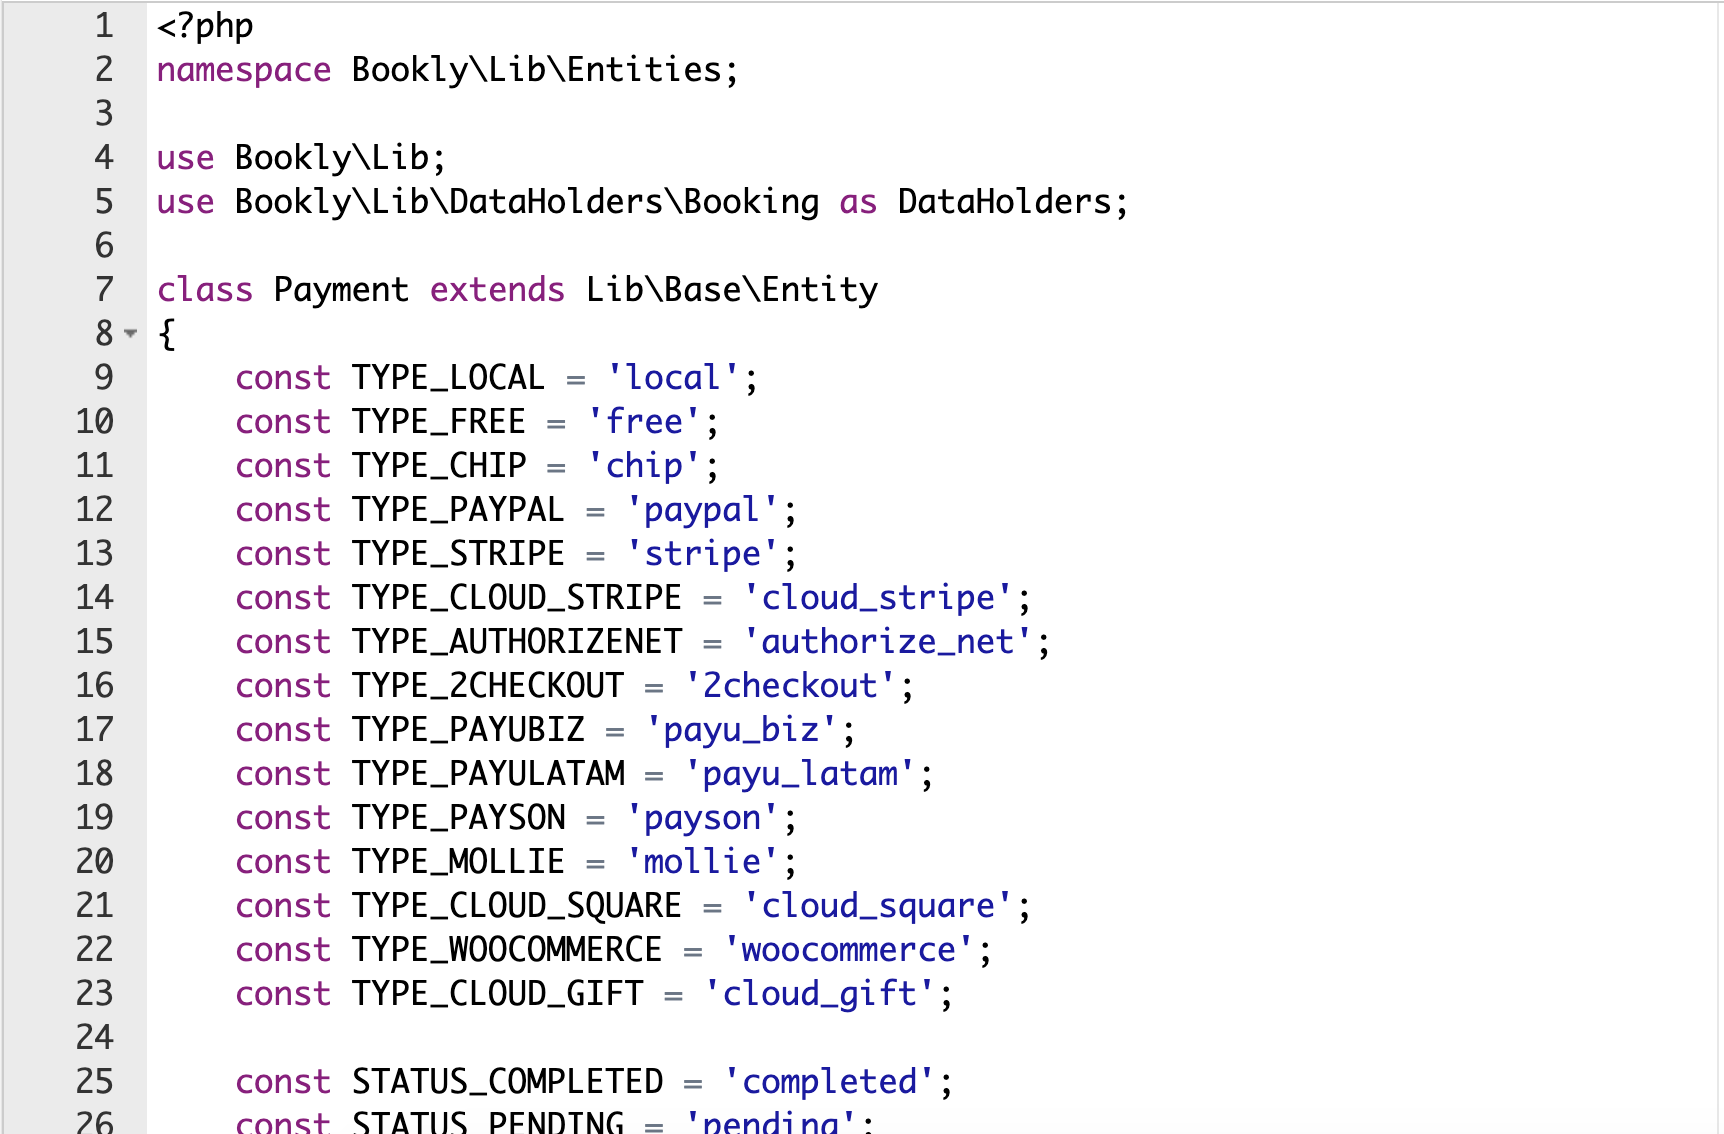 1 <?php
2 namespace Bookly\Lib\Entities;
3
4 use Bookly\Lib;
5 use Bookly\Lib\DataHolders\Booking as DataHolders;
6
7 class Payment extends Lib\Base\Entity
8 {
9     const TYPE_LOCAL = 'local';
10     const TYPE_FREE = 'free';
11     const TYPE_CHIP = 'chip';
12     const TYPE_PAYPAL = 'paypal';
13     const TYPE_STRIPE = 'stripe';
14     const TYPE_CLOUD_STRIPE = 'cloud_stripe';
15     const TYPE_AUTHORIZENET = 'authorize_net';
16     const TYPE_2CHECKOUT = '2checkout';
17     const TYPE_PAYUBIZ = 'payu_biz';
18     const TYPE_PAYULATAM = 'payu_latam';
19     const TYPE_PAYSON = 'payson';
20     const TYPE_MOLLIE = 'mollie';
21     const TYPE_CLOUD_SQUARE = 'cloud_square';
22     const TYPE_WOOCOMMERCE = 'woocommerce';
23     const TYPE_CLOUD_GIFT = 'cloud_gift';
24
25     const STATUS_COMPLETED = 'completed';
26     const STATUS_PENDING = 'pending';